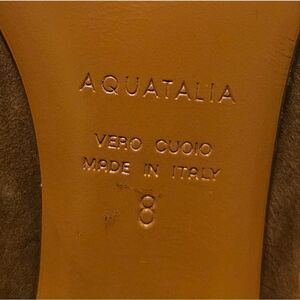 AQUATALIA
VERO CUOIO
MADE IN ITALY
8